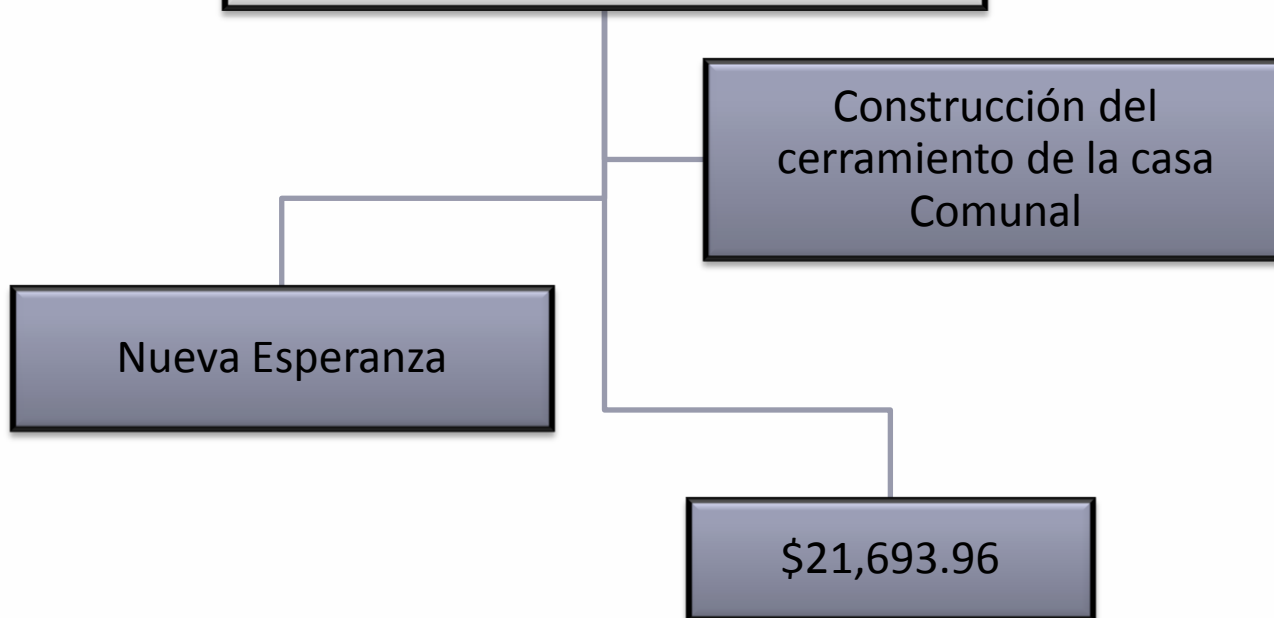 Construcción del
cerramiento de la casa
Comunal
Nueva Esperanza
$21,693.96